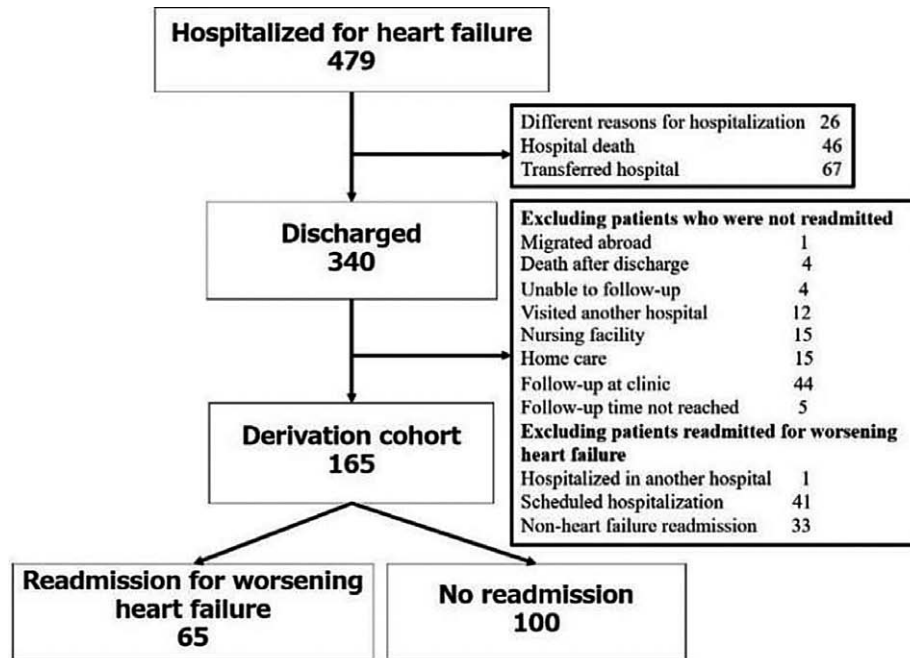 Hospitalized for heart failure
479
Different reasons for hospitalization 26
Hospital death 46
Transferred hospital 67
Discharged
340
Excluding patients who were not readmitted
Migrated abroad 1
Death after discharge 4
Unable to follow-up 4
Visited another hospital 12
Nursing facility 15
Home care 15
Follow-up at clinic 44
Follow-up time not reached 5
Excluding patients readmitted for worsening
heart failure
Hospitalized in another hospital 1
Scheduled hospitalization 41
Non-heart failure readmission 33
Derivation cohort
165
Readmission for worsening
heart failure
65
No readmission
100